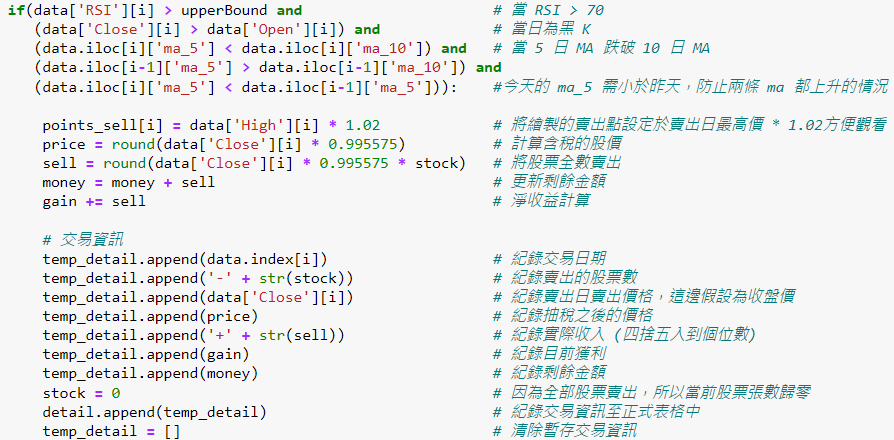 if(data['RSI'][i] > upperBound and # 當 RSI > 70
(data['Close'][i] > data['Open'][i]) and # 當日為黑 K
(data.iloc[i]['ma_5'] < data.iloc[i]['ma_10']) and # 當 5 日 MA 跌破 10 日 MA
(data.iloc[i-1]['ma_5'] > data.iloc[i-1]['ma_10']) and
(data.iloc[i]['ma_5'] < data.iloc[i-1]['ma_5'])): #今天的 ma_5 需小於昨天，防止兩條 ma 都上升的情況
points_sell[i] = data['High'][i] * 1.02 # 將繪製的賣出點設定於賣出日最高價 * 1.02方便觀看
price = round(data['Close'][i] * 0.995575) # 計算含稅的股價
sell = round(data['Close'][i] * 0.995575 * stock) # 將股票全數賣出
money = money + sell # 更新剩餘金額
gain += sell # 淨收益計算
# 交易資訊
temp_detail.append(data.index[i]) # 紀錄交易日期
temp_detail.append('-' + str(stock)) # 紀錄賣出的股票數
temp_detail.append(data['Close'][i]) # 紀錄賣出日賣出價格，這邊假設為收盤價
temp_detail.append(price) # 紀錄抽稅之後的價格
temp_detail.append('+' + str(sell)) # 紀錄實際收入 (四捨五入到個位數)
temp_detail.append(gain) # 紀錄目前獲利
temp_detail.append(money) # 紀錄剩餘金額
stock = 0 # 因為全部股票賣出，所以當前股票張數歸零
detail.append(temp_detail) # 紀錄交易資訊至正式表格中
temp_detail = [] # 清除暫存交易資訊